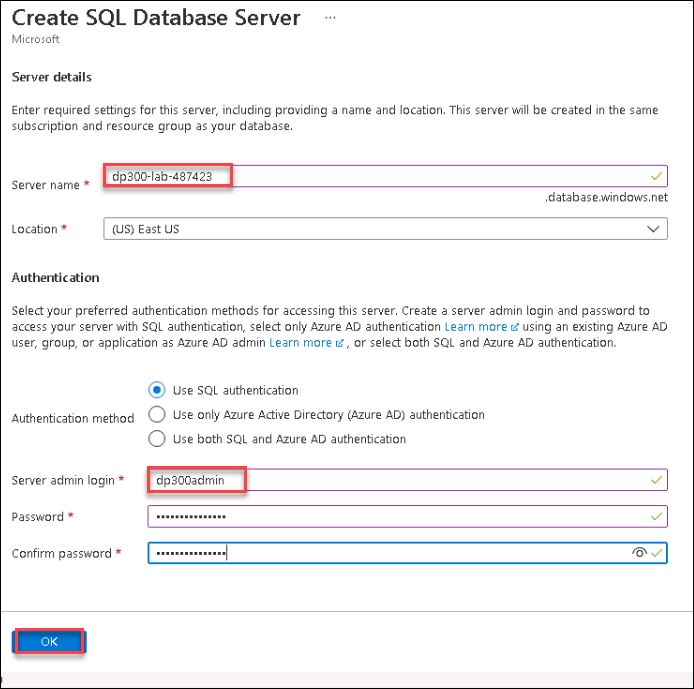 Create SQL Database Server ...
Microsoft
Server details
Enter required settings for this server, including providing a name and location. This server will be created in the same
subscription and resource group as your database.
Server name * dp300-lab-487423
.database.windows.net
Location * (US) East US
Authentication
Select your preferred authentication methods for accessing this server. Create a server admin login and password to
access your server with SQL authentication, select only Azure AD authentication Learn more using an existing Azure AD
user, group, or application as Azure AD admin Learn more , or select both SQL and Azure AD authentication.
Use SQL authentication
Authentication method Use only Azure Active Directory (Azure AD) authentication
Use both SQL and Azure AD authentication
Server admin login * dp300admin
Password * •••••••••••••••
Confirm password * •••••••••••••••
OK